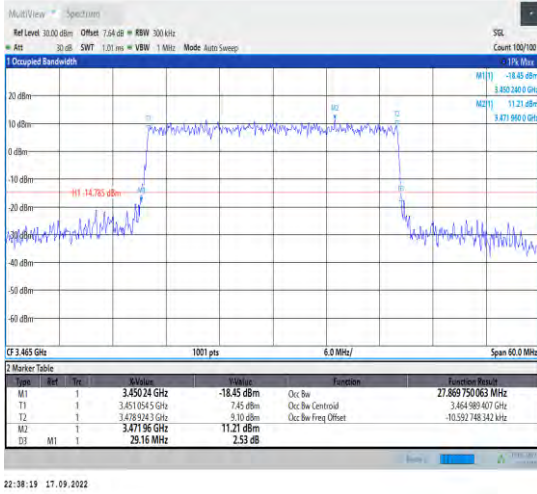 MultiView Spectrum
Ref Level 30.00 dBm Offset 7.64 dB RBW 300 kHz SGL
Att 30 dB SWT 1.01 ms VBW 1 MHz Mode Auto Sweep Count 100/100
1 Occupied Bandwidth 1Pk Max
M1[1] -18.45 dBm
3.450 240 0 GHz
M2[1] 11.21 dBm
3.471 960 0 GHz
20 dBm
M2
10 dBm
0 dBm
-10 dBm
H1 -14.785 dBm
-20 dBm
-30 dBm
-40 dBm
-50 dBm
-60 dBm
CF 3.465 GHz 1001 pts 6.0 MHz/ Span 60.0 MHz
2 Marker Table
Type Ref Trc X-Value Y-Value Function Function Result
M1 1 3.450 24 GHz -18.45 dBm Occ Bw 27.869 750 063 MHz
T1 1 3.451 054 5 GHz 7.45 dBm Occ Bw Centroid 3.464 989 407 GHz
T2 1 3.478 924 3 GHz 9.10 dBm Occ Bw Freq Offset -10.592 748 342 kHz
M2 1 3.471 96 GHz 11.21 dBm
D3 M1 1 29.16 MHz 2.53 dB
22:38:19 17.09.2022